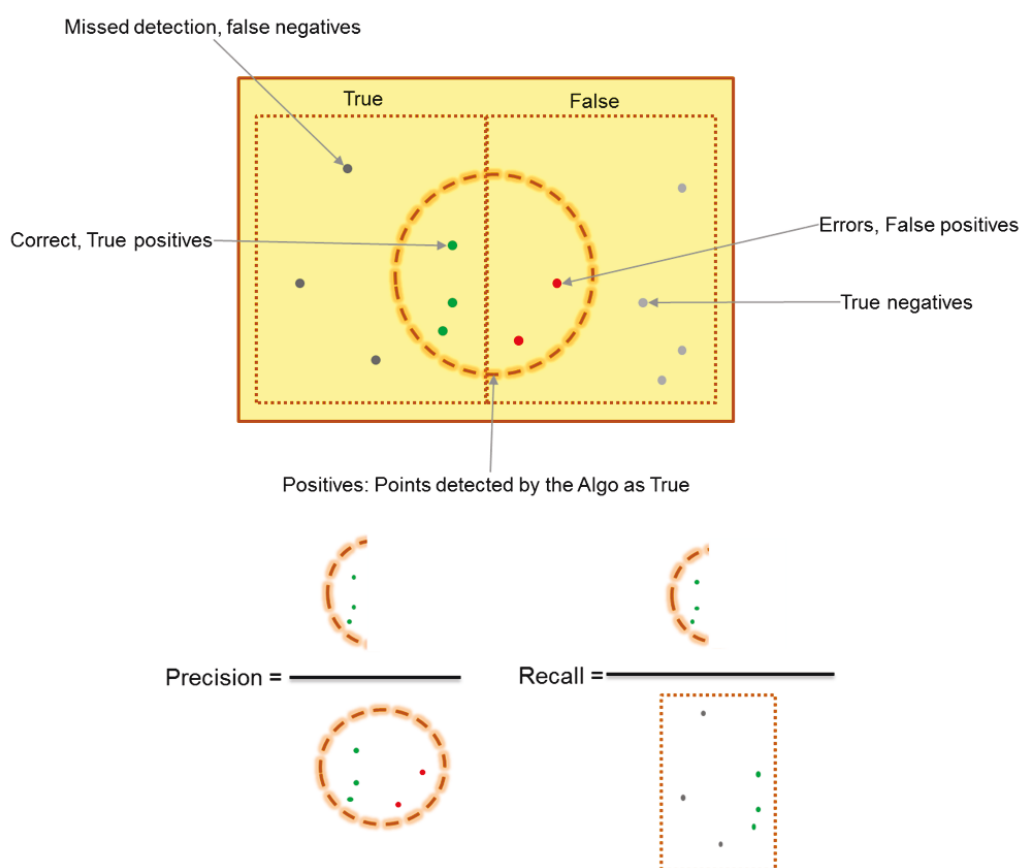 Missed detection, false negatives
True
False
Correct, True positives
Errors, False positives
True negatives
Positives: Points detected by the Algo as True
Precision =
Recall =